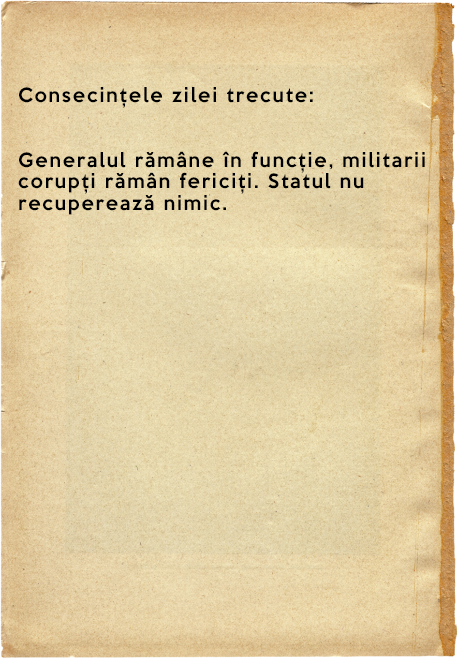 Consecințele zilei trecute:
Generalul rămâne în funcție, militarii
corupți rămân fericiți. Statul nu
recuperează nimic.